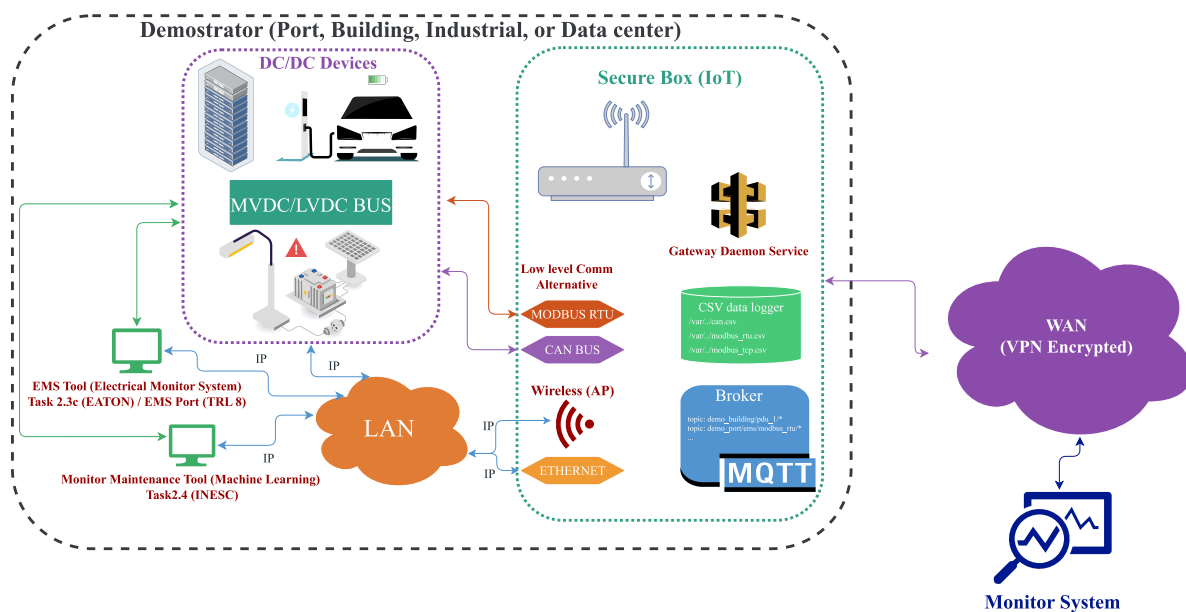 Demostrator (Port, Building, Industrial, or Data center)
DC/DC Devices
MVDC/LVDC BUS
Secure Box (IoT)
Gateway Daemon Service
Low level Comm
Alternative
MODBUS RTU
CAN BUS
CSV data logger
/var/../can.csv
/var/../modbus_rtu.csv
/var/../modbus_tcp.csv
Wireless (AP)
ETHERNET
Broker
topic: demo_building/pdu_1/*
topic: demo_port/ems/modbus_rtu/*
...
MQTT
IP
IP
IP
IP
IP
LAN
EMS Tool (Electrical Monitor System)
Task 2.3c (EATON) / EMS Port (TRL 8)
Monitor Maintenance Tool (Machine Learning)
Task2.4 (INESC)
WAN
(VPN Encrypted)
Monitor System